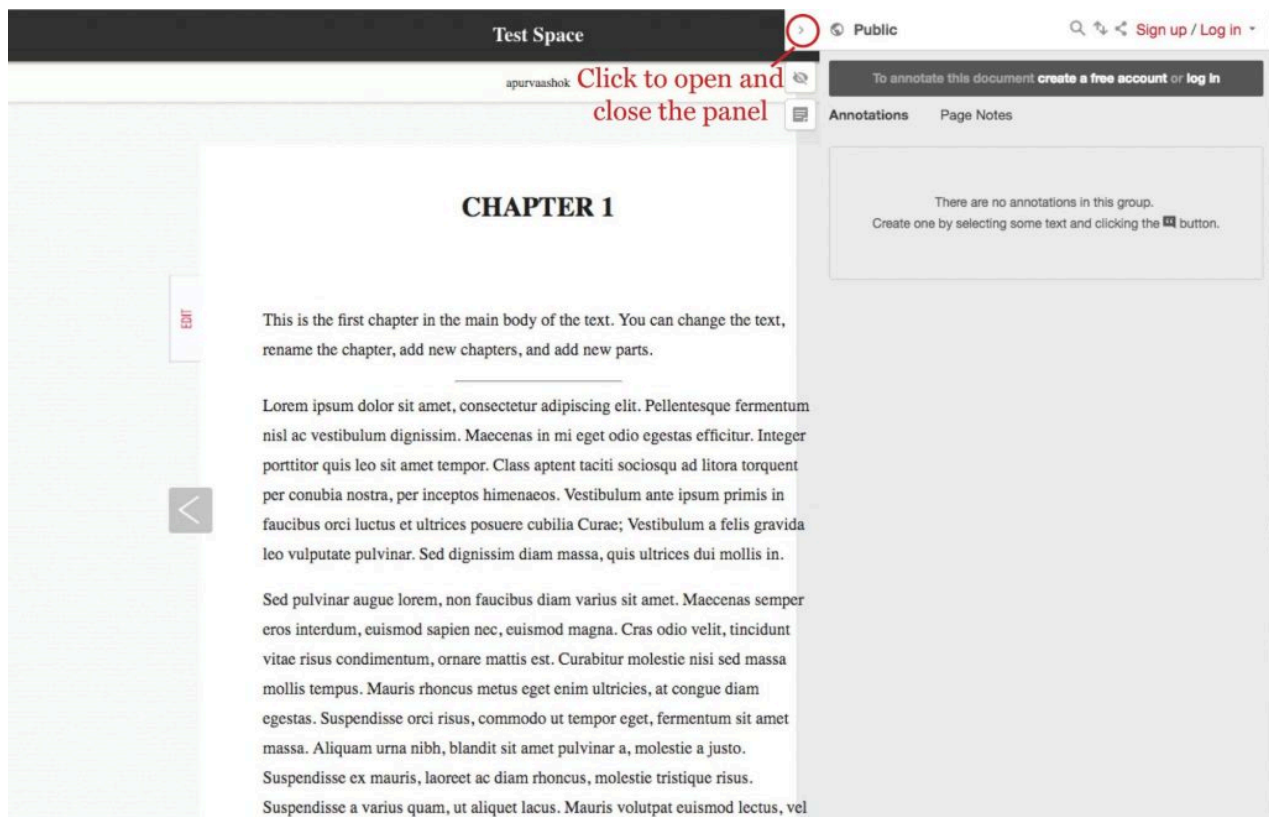 Test Space
apurvaashok
Click to open and
close the panel
Public
Sign up / Log in
To annotate this document create a free account or log in
Annotations
Page Notes
There are no annotations in this group.
Create one by selecting some text and clicking the button.
CHAPTER 1
EDIT
This is the first chapter in the main body of the text. You can change the text,
rename the chapter, add new chapters, and add new parts.
Lorem ipsum dolor sit amet, consectetur adipiscing elit. Pellentesque fermentum
nisl ac vestibulum dignissim. Maecenas in mi eget odio egestas efficitur. Integer
porttitor quis leo sit amet tempor. Class aptent taciti sociosqu ad litora torquent
per conubia nostra, per inceptos himenaeos. Vestibulum ante ipsum primis in
faucibus orci luctus et ultrices posuere cubilia Curae; Vestibulum a felis gravida
leo vulputate pulvinar. Sed dignissim diam massa, quis ultrices dui mollis in.
Sed pulvinar augue lorem, non faucibus diam varius sit amet. Maecenas semper
eros interdum, euismod sapien nec, euismod magna. Cras odio velit, tincidunt
vitae risus condimentum, ornare mattis est. Curabitur molestie nisi sed massa
mollis tempus. Mauris rhoncus metus eget enim ultricies, at congue diam
egestas. Suspendisse orci risus, commodo ut tempor eget, fermentum sit amet
massa. Aliquam urna nibh, blandit sit amet pulvinar a, molestie a justo.
Suspendisse ex mauris, laoreet ac diam rhoncus, molestie tristique risus.
Suspendisse a varius quam, ut aliquet lacus. Mauris volutpat euismod lectus, vel